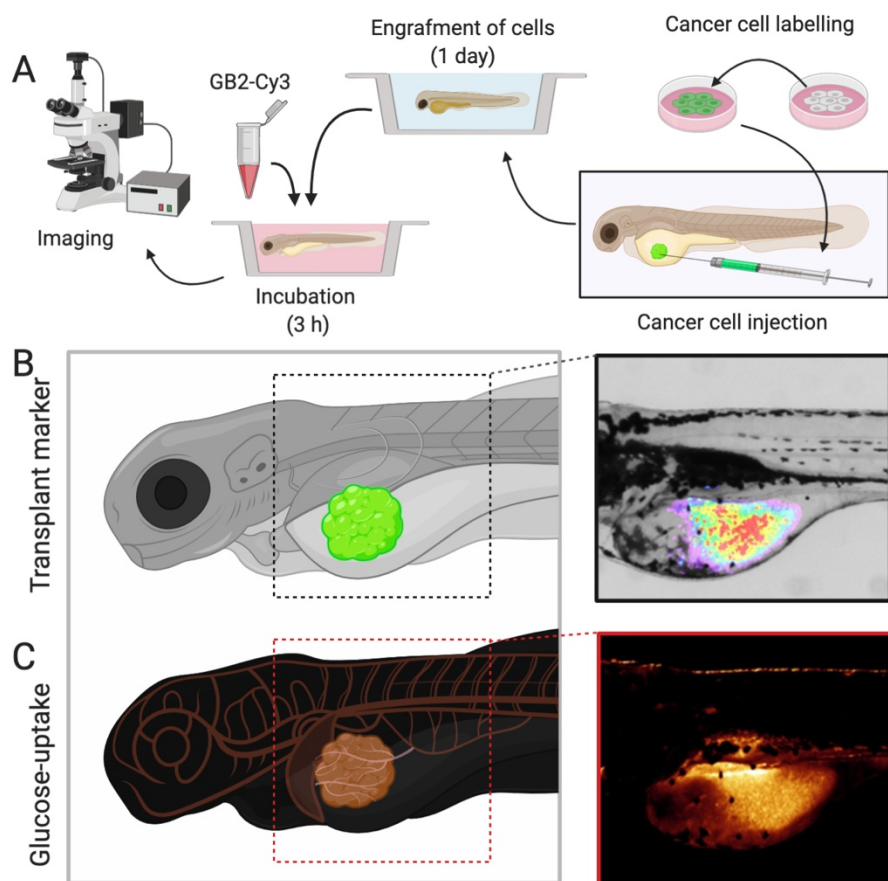 A
Engrafment of cells
(1 day)
Cancer cell labelling
GB2-Cy3
Imaging
Incubation
(3 h)
Cancer cell injection
B
Transplant marker
C
Glucose-uptake